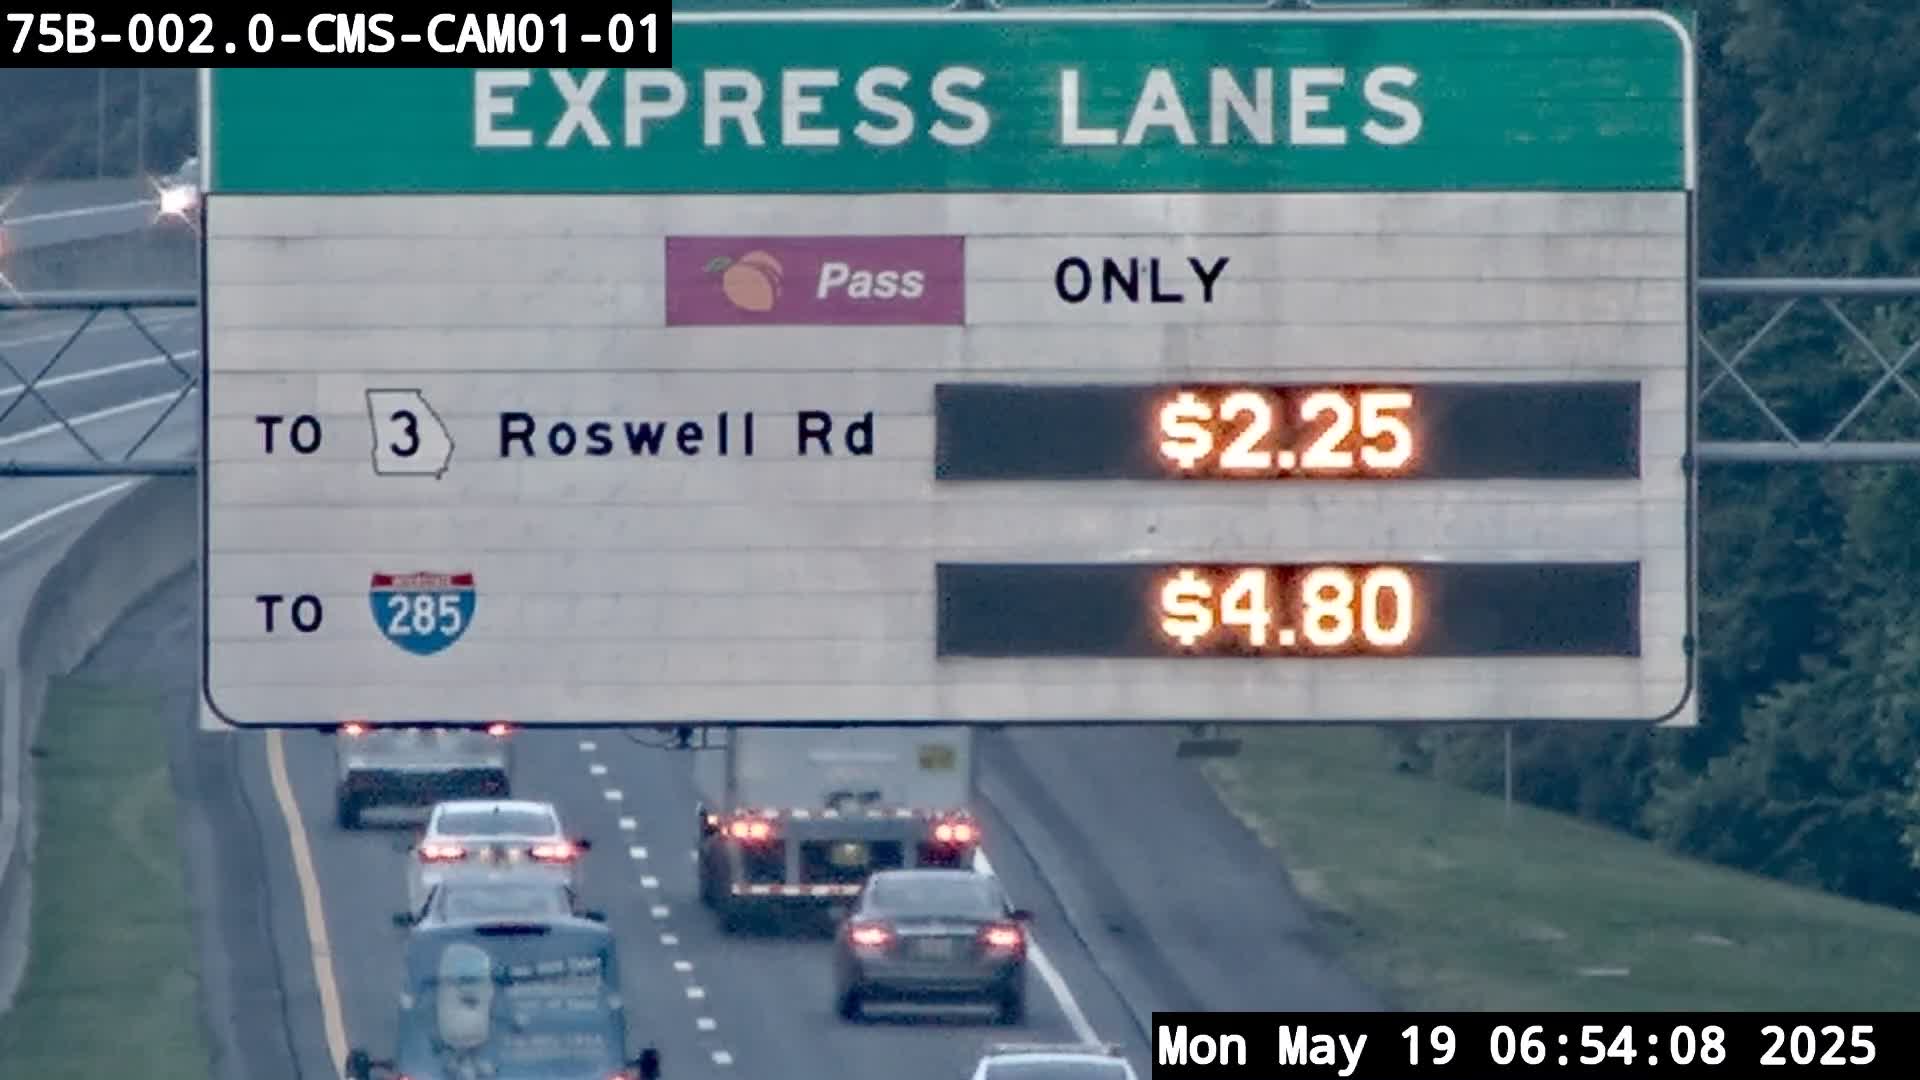 75B-002.0-CMS-CAM01-01
EXPRESS LANES
Pass ONLY
TO 3 Roswell Rd $2.25
TO 285 $4.80
Mon May 19 06:54:08 2025